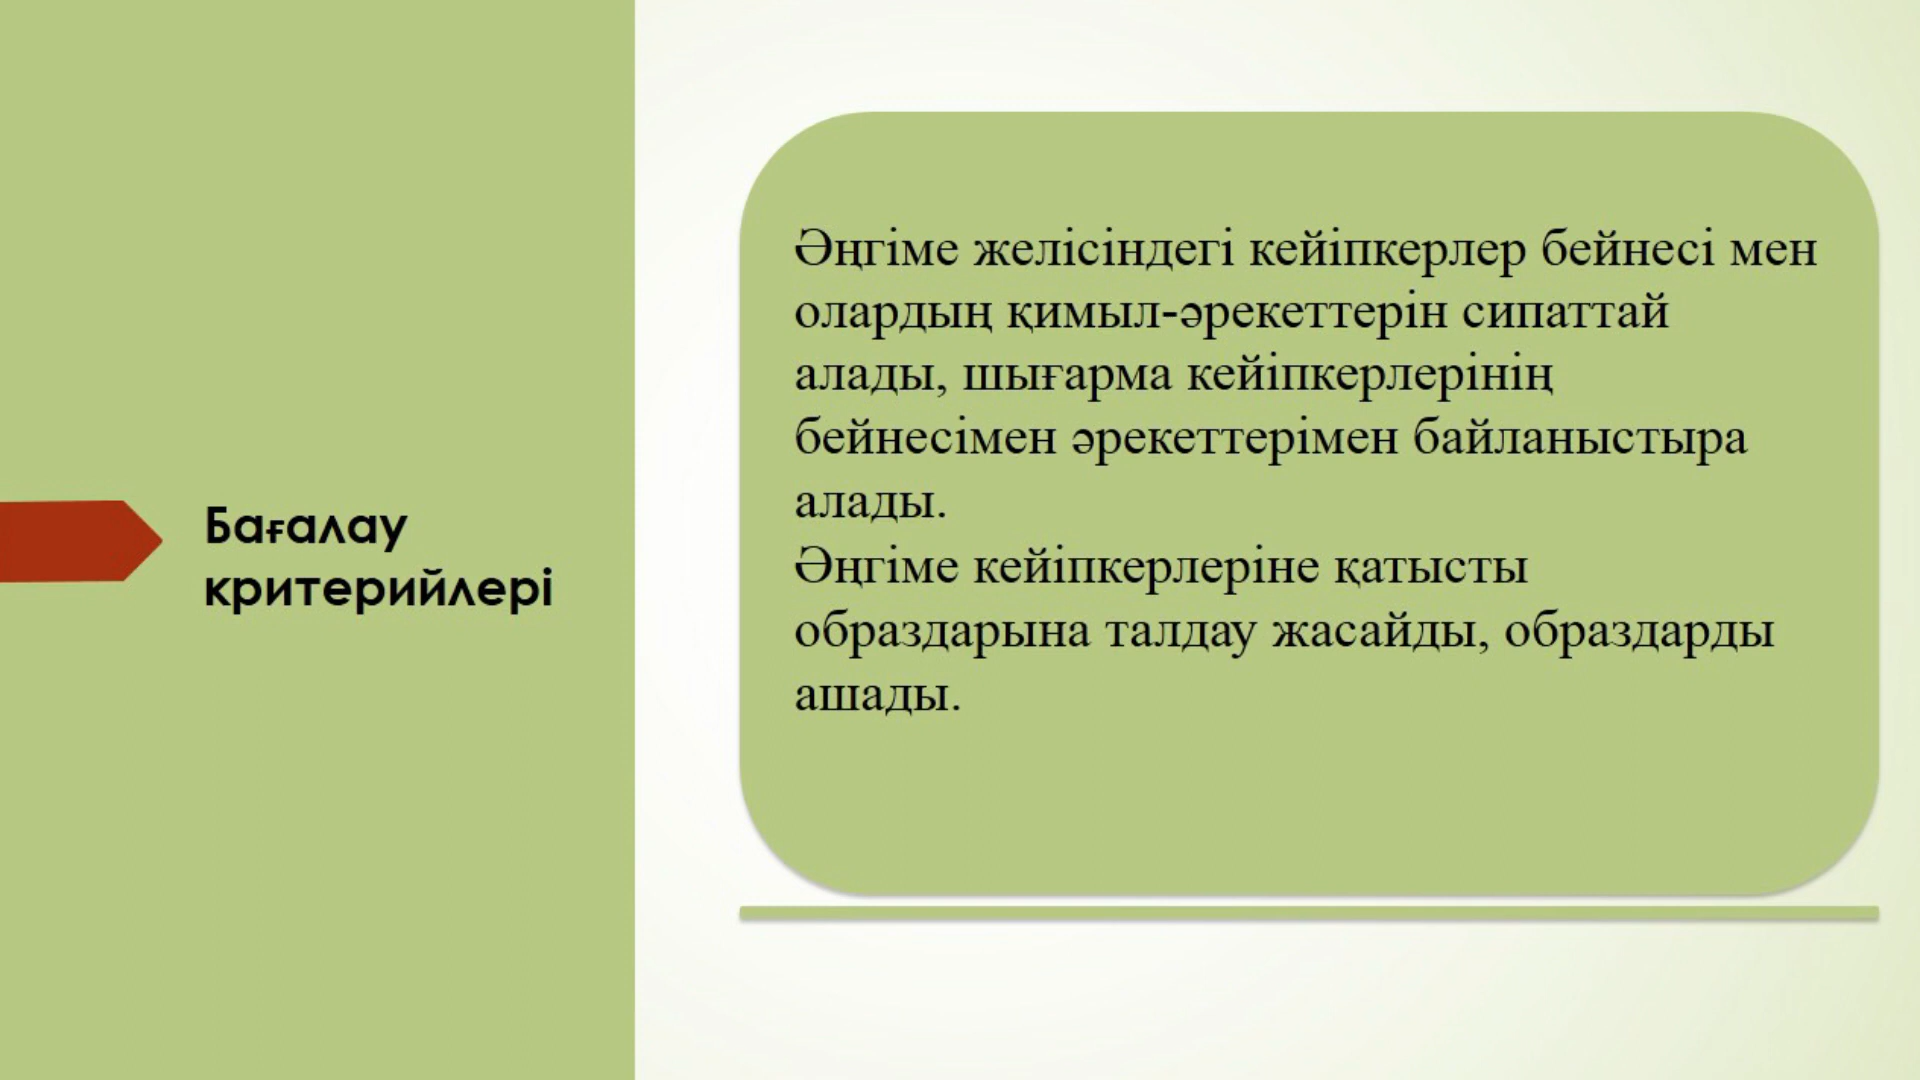 Бағалау
критерийлері
Әңгіме желісіндегі кейіпкерлер бейнесі мен
олардың қимыл-әрекеттерін сипаттай
алады, шығарма кейіпкерлерінің
бейнесімен әрекеттерімен байланыстыра
алады.
Әңгіме кейіпкерлеріне қатысты
образдарына талдау жасайды, образдарды
ашады.